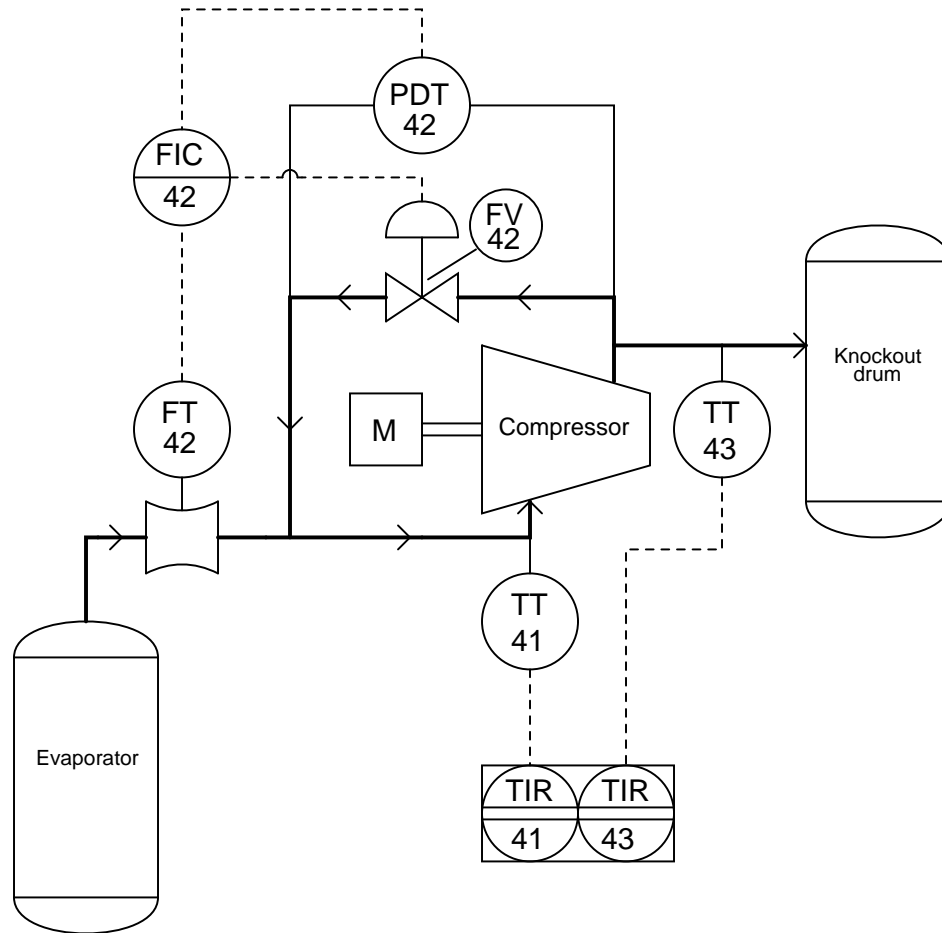 PDT
42
FIC
42
FV
42
Knockout
drum
FT
42
M
Compressor
TT
43
TT
41
Evaporator
TIR
41
TIR
43